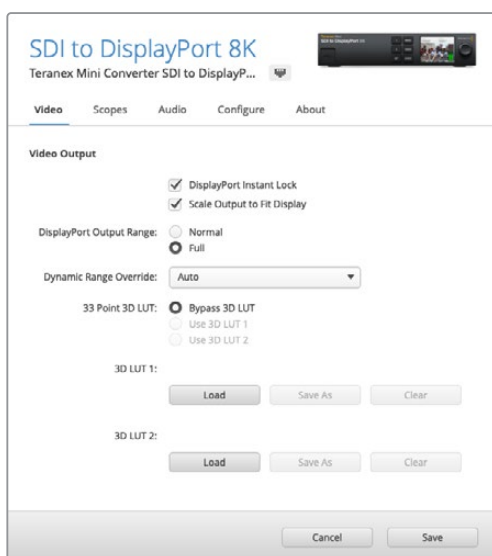 SDI to DisplayPort 8K
Teranex Mini Converter SDI to DisplayP...
Video Scopes Audio Configure About
Video Output
DisplayPort Instant Lock
Scale Output to Fit Display
DisplayPort Output Range: Normal
Full
Dynamic Range Override: Auto
33 Point 3D LUT: Bypass 3D LUT
Use 3D LUT 1
Use 3D LUT 2
3D LUT 1:
Load Save As Clear
3D LUT 2:
Load Save As Clear
Cancel Save